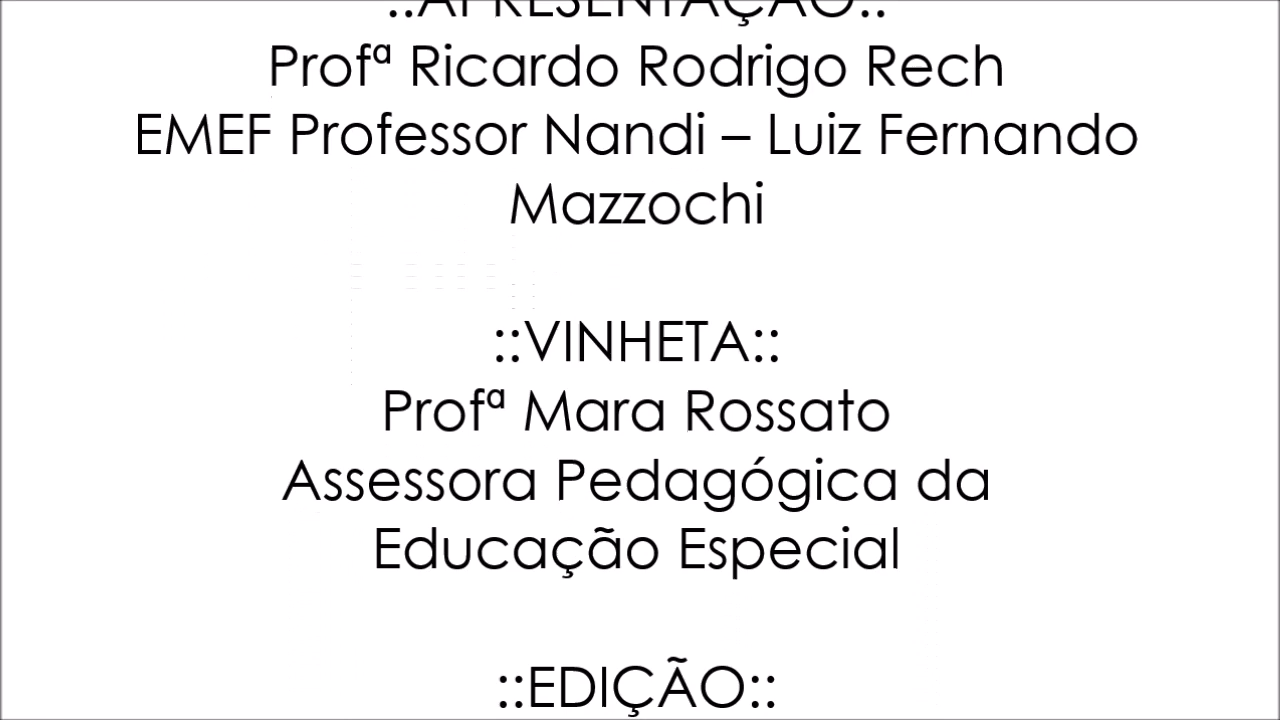 ::APRESENTAÇÃO::
Profª Ricardo Rodrigo Rech
EMEF Professor Nandi – Luiz Fernando
Mazzochi
::VINHETA::
Profª Mara Rossato
Assessora Pedagógica da
Educação Especial
::EDIÇÃO::